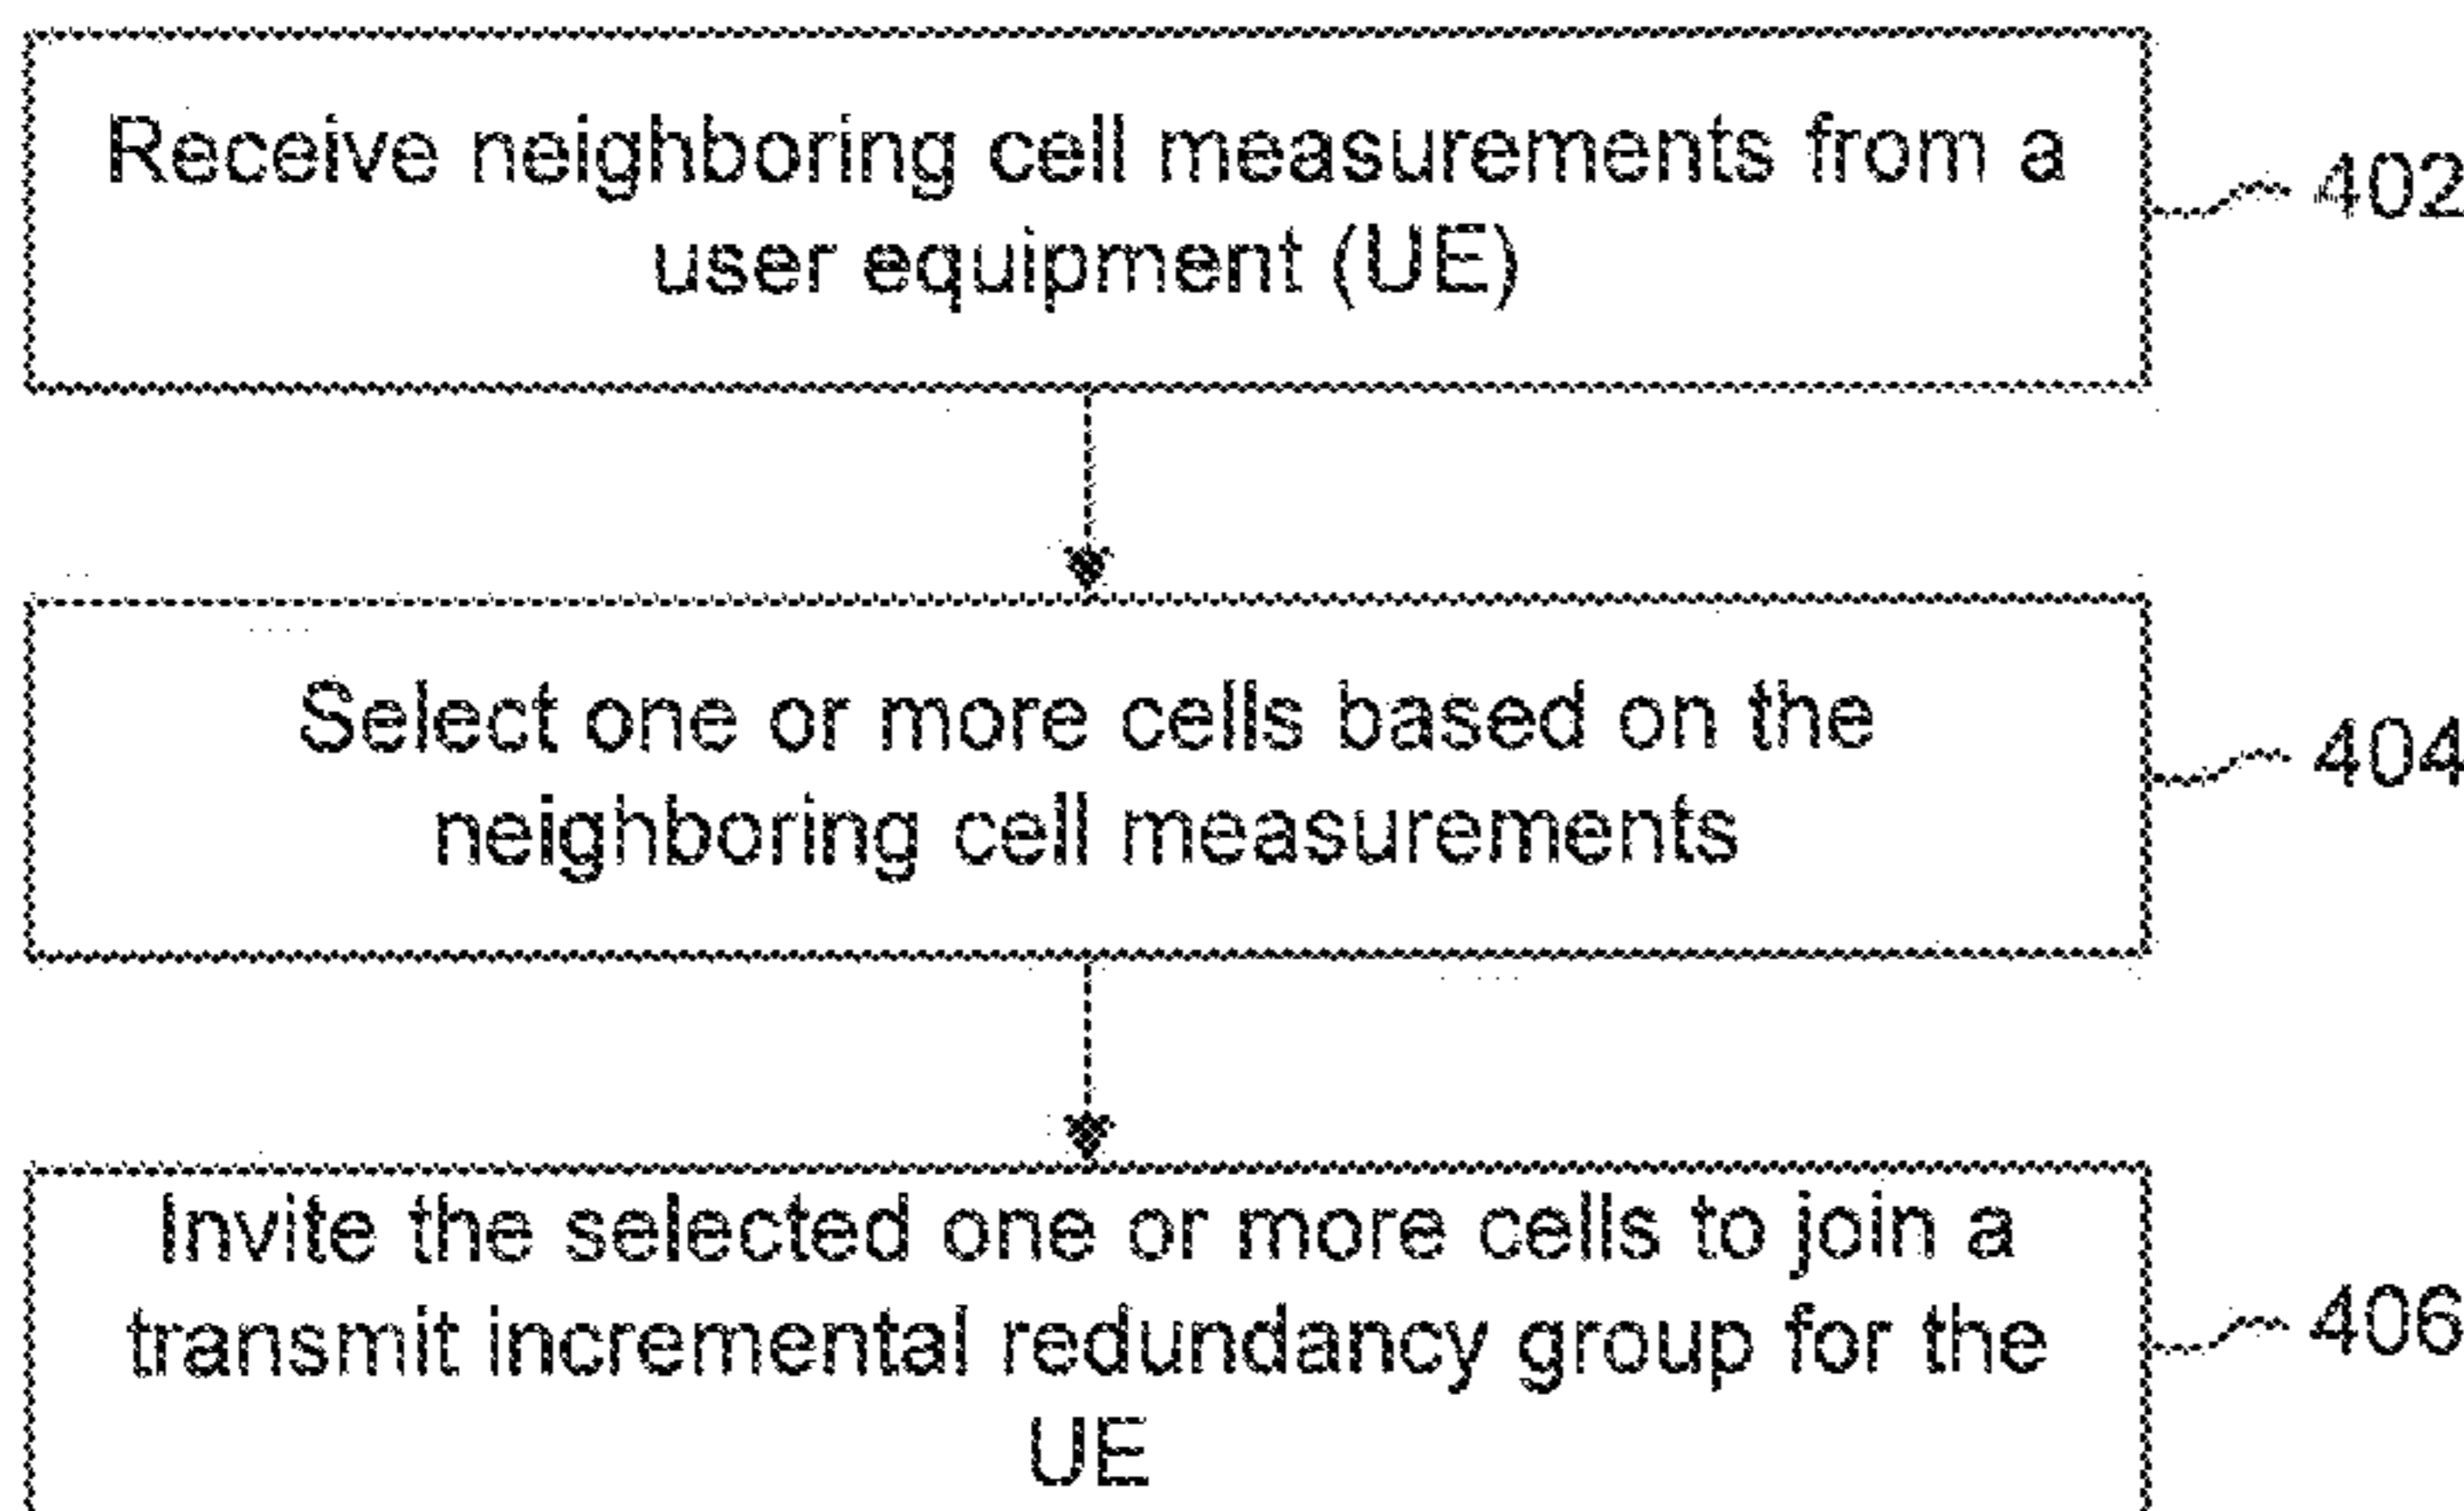 Receive neighboring cell measurements from a
user equipment (UE)
402
Select one or more cells based on the
neighboring cell measurements
404
Invite the selected one or more cells to join a
transmit incremental redundancy group for the
UE
406